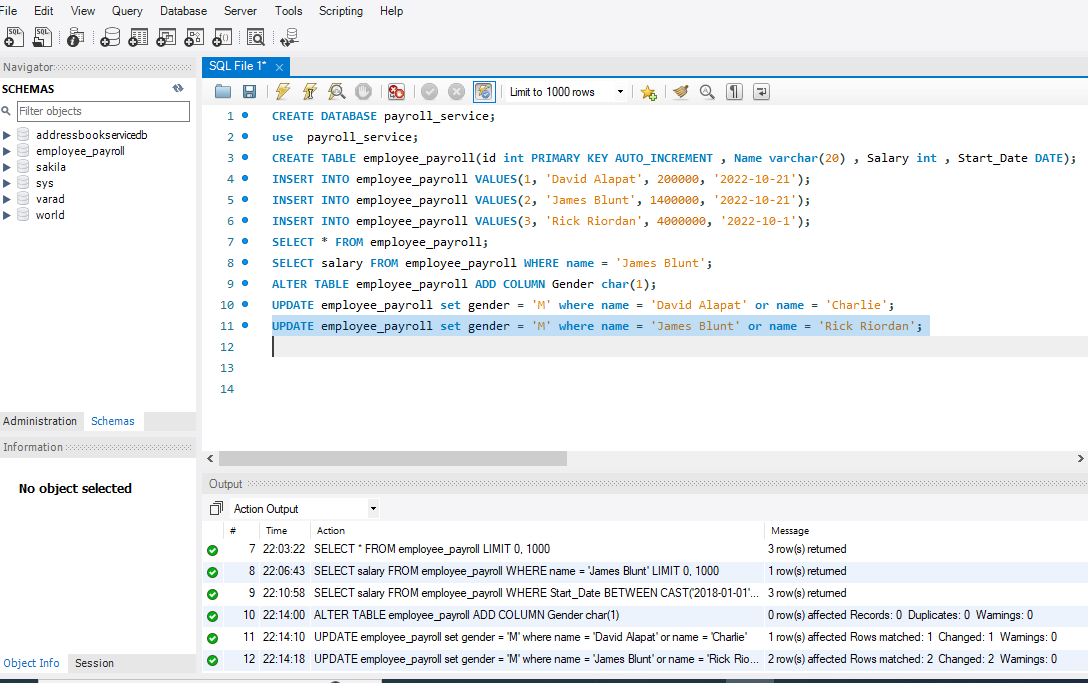 File Edit View Query Database Server Tools Scripting Help
Navigator
SCHEMAS
Filter objects
addressbookservicedb
employee_payroll
sakila
sys
varad
world
Administration Schemas
Information
No object selected
Object Info Session
SQL File 1*
Limit to 1000 rows
1 CREATE DATABASE payroll_service;
2 use  payroll_service;
3 CREATE TABLE employee_payroll(id int PRIMARY KEY AUTO_INCREMENT , Name varchar(20) , Salary int , Start_Date DATE);
4 INSERT INTO employee_payroll VALUES(1, 'David Alapat', 200000, '2022-10-21');
5 INSERT INTO employee_payroll VALUES(2, 'James Blunt', 1400000, '2022-10-21');
6 INSERT INTO employee_payroll VALUES(3, 'Rick Riordan', 4000000, '2022-10-1');
7 SELECT * FROM employee_payroll;
8 SELECT salary FROM employee_payroll WHERE name = 'James Blunt';
9 ALTER TABLE employee_payroll ADD COLUMN Gender char(1);
10 UPDATE employee_payroll set gender = 'M' where name = 'David Alapat' or name = 'Charlie';
11 UPDATE employee_payroll set gender = 'M' where name = 'James Blunt' or name = 'Rick Riordan';
12
13
14
Output
Action Output
# Time Action Message
7 22:03:22 SELECT * FROM employee_payroll LIMIT 0, 1000 3 row(s) returned
8 22:06:43 SELECT salary FROM employee_payroll WHERE name = 'James Blunt' LIMIT 0, 1000 1 row(s) returned
9 22:10:58 SELECT salary FROM employee_payroll WHERE Start_Date BETWEEN CAST('2018-01-01'... 3 row(s) returned
10 22:14:00 ALTER TABLE employee_payroll ADD COLUMN Gender char(1) 0 row(s) affected Records: 0 Duplicates: 0 Warnings: 0
11 22:14:10 UPDATE employee_payroll set gender = 'M' where name = 'David Alapat' or name = 'Charlie' 1 row(s) affected Rows matched: 1 Changed: 1 Warnings: 0
12 22:14:18 UPDATE employee_payroll set gender = 'M' where name = 'James Blunt' or name = 'Rick Rio... 2 row(s) affected Rows matched: 2 Changed: 2 Warnings: 0